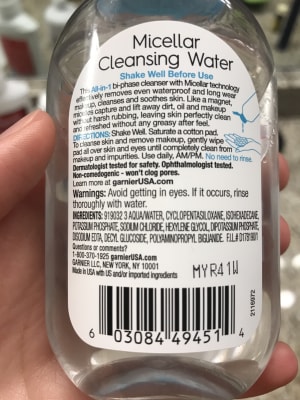 Micellar
Cleansing Water
Shake Well Before Use
The All-in-1 bi-phase cleanser with Micellar technology
effectively removes even waterproof and long wear
makeup, cleanses and soothes skin. Like a magnet,
micelles capture and lift away dirt, oil and makeup
without harsh rubbing, leaving skin perfectly clean
and refreshed without any greasy after feel.
DIRECTIONS: Shake Well. Saturate a cotton pad.
To cleanse skin and remove makeup, gently wipe
pad all over skin and eyes until completely clean from
makeup and impurities. Use daily, AM/PM. No need to rinse.
Dermatologist tested for safety. Ophthalmologist tested.
Non-comedogenic - won't clog pores.
Learn more at garnierUSA.com
Warnings: Avoid getting in eyes. If it occurs, rinse
thoroughly with water.
INGREDIENTS: 919032 3 AQUA/WATER, CYCLOPENTASILOXANE, ISOHEXADECANE,
POTASSIUM PHOSPHATE, SODIUM CHLORIDE, HEXYLENE GLYCOL, DIPOTASSIUM PHOSPHATE,
DISODIUM EDTA, DECYL GLUCOSIDE, POLYAMINOPROPYL BIGUANIDE. F.I.L.#
Questions or comments?
1-800-370-1925 garnierUSA.com
GARNIER LLC, NEW YORK, NY 10001
Made in USA with US and/or imported ingredients
MYR41W
2116972
6 03084 49451 4